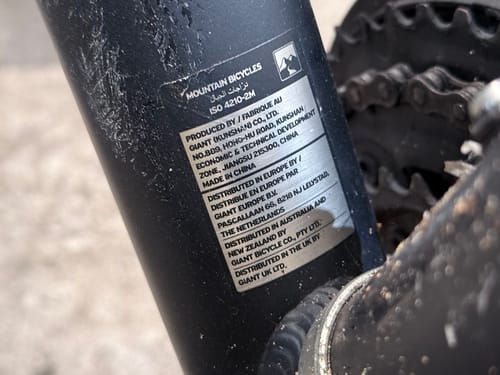 MOUNTAIN BICYCLES
دراجات الجبال
ISO 4210-2M
PRODUCED BY / FABRIQUE AU
GIANT (KUNSHAN) CO., LTD.
NO.809, HONG-HU ROAD, KUNSHAN
ECONOMIC & TECHNICAL DEVELOPMENT
ZONE, JIANGSU 215300, CHINA
MADE IN CHINA
DISTRIBUTED IN EUROPE BY /
DISTRIBUE EN EUROPE PAR
GIANT EUROPE B.V.
PASCALLAAN 66, 8218 NJ LELYSTAD,
THE NETHERLANDS
DISTRIBUTED IN AUSTRALIA AND
NEW ZEALAND BY
GIANT BICYCLE CO., PTY LTD.
DISTRIBUTED IN THE UK BY
GIANT UK LTD.